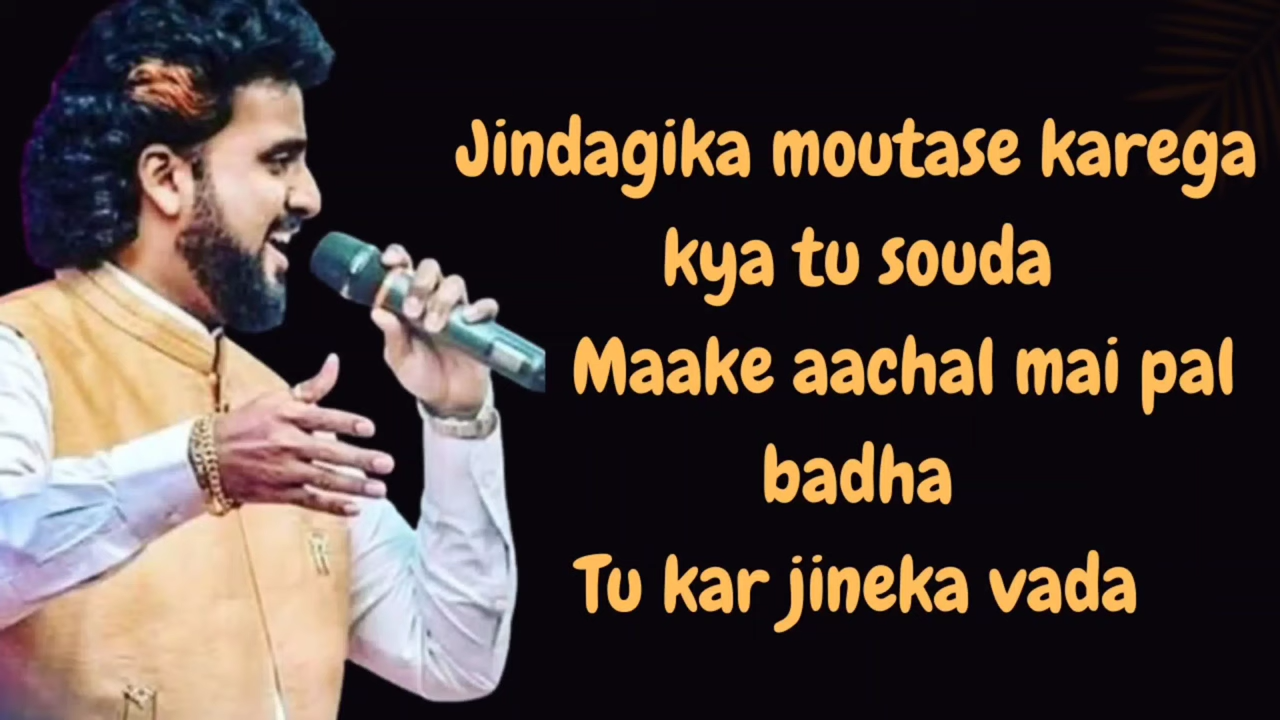 Jindagika moutase karega
kya tu souda
Maake aachal mai pal
badha
Tu kar jineka vada